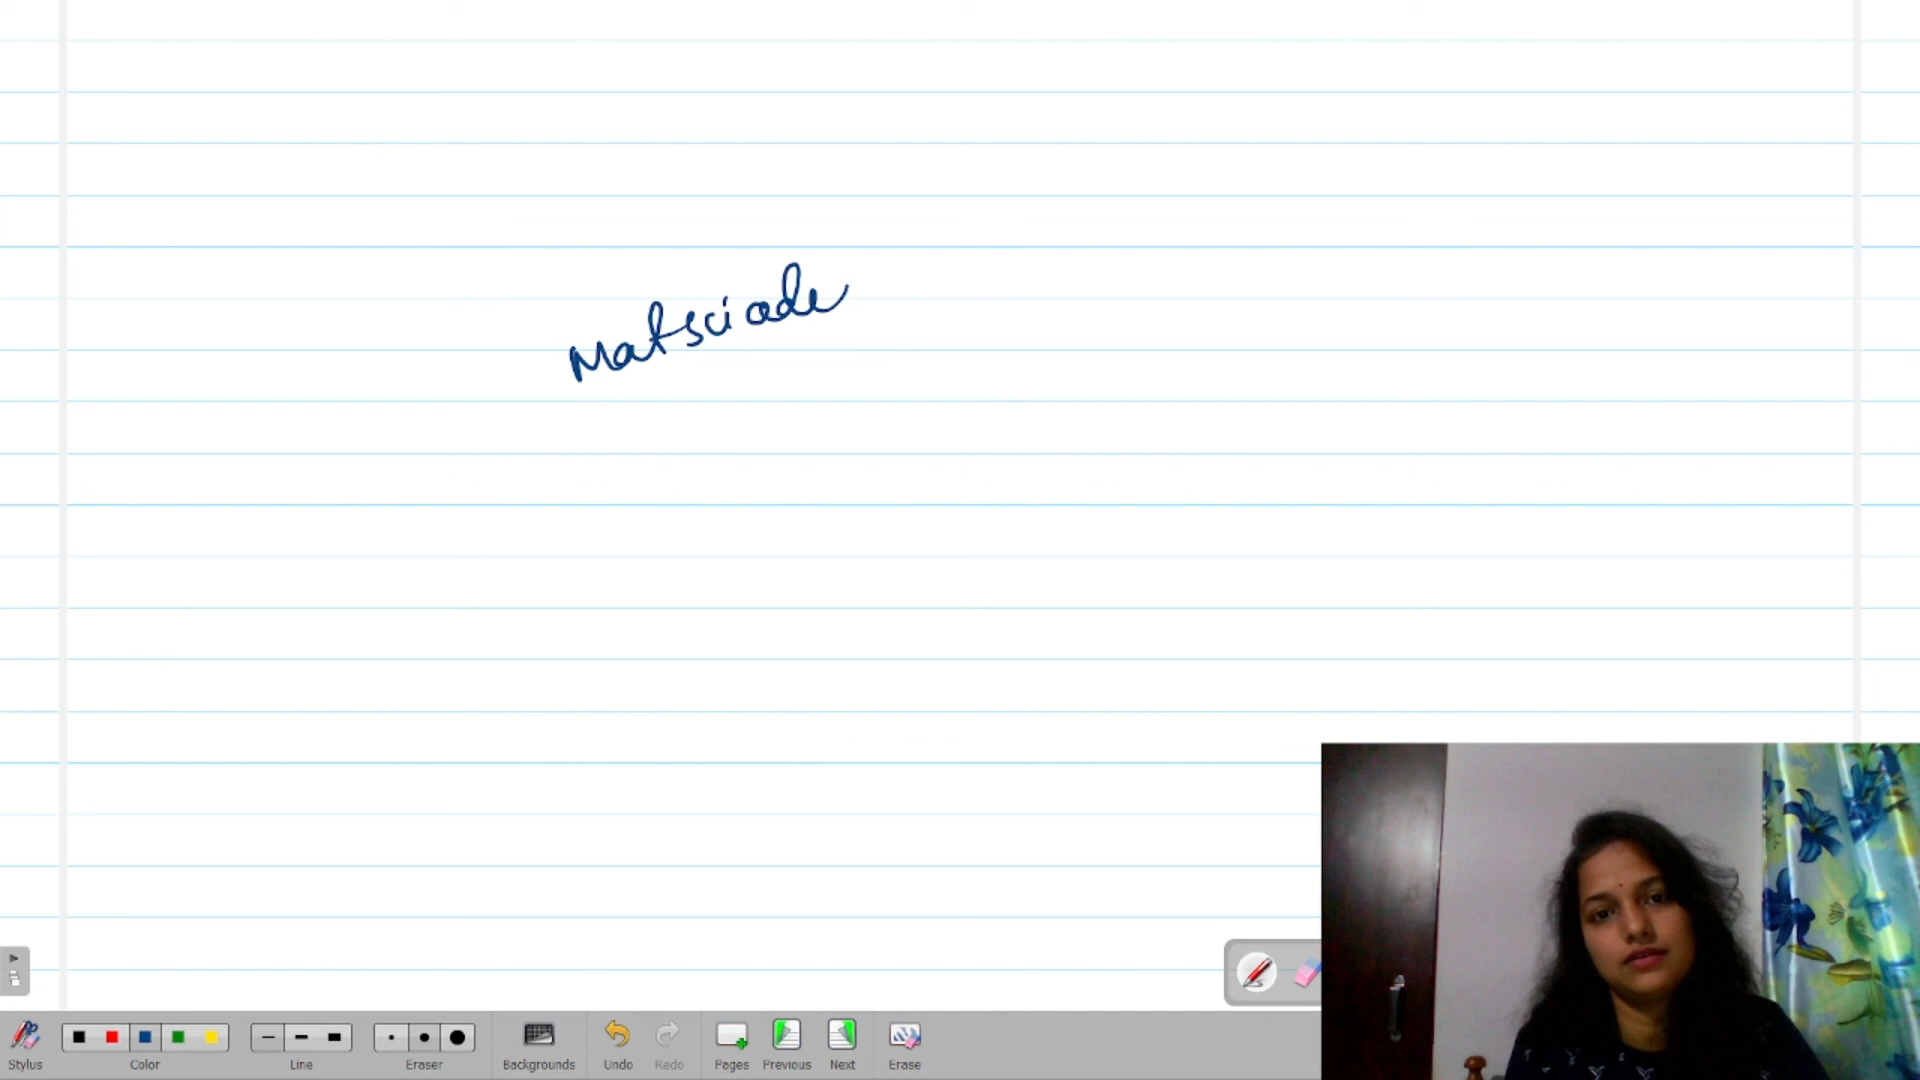 Matsciade
Stylus
Color
Line
Eraser
Backgrounds
Undo
Redo
Pages
Previous
Next
Erase